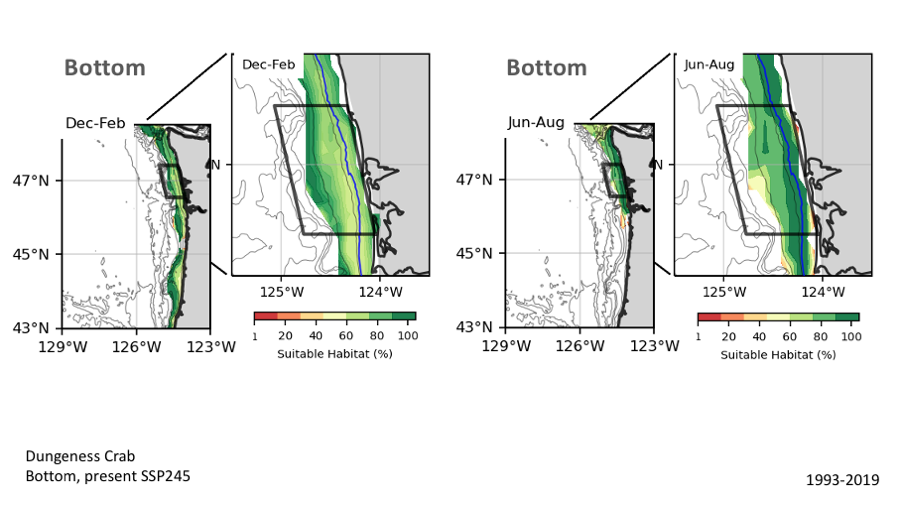 Bottom
Dec-Feb
Dec-Feb
N
47°N
45°N
43°N
129°W 126°W 123°W
125°W 124°W
1 20 40 60 80 100
Suitable Habitat (%)
Bottom
Jun-Aug
Jun-Aug
N
47°N
45°N
43°N
129°W 126°W 123°W
125°W 124°W
1 20 40 60 80 100
Suitable Habitat (%)
Dungeness Crab
Bottom, present SSP245
1993-2019